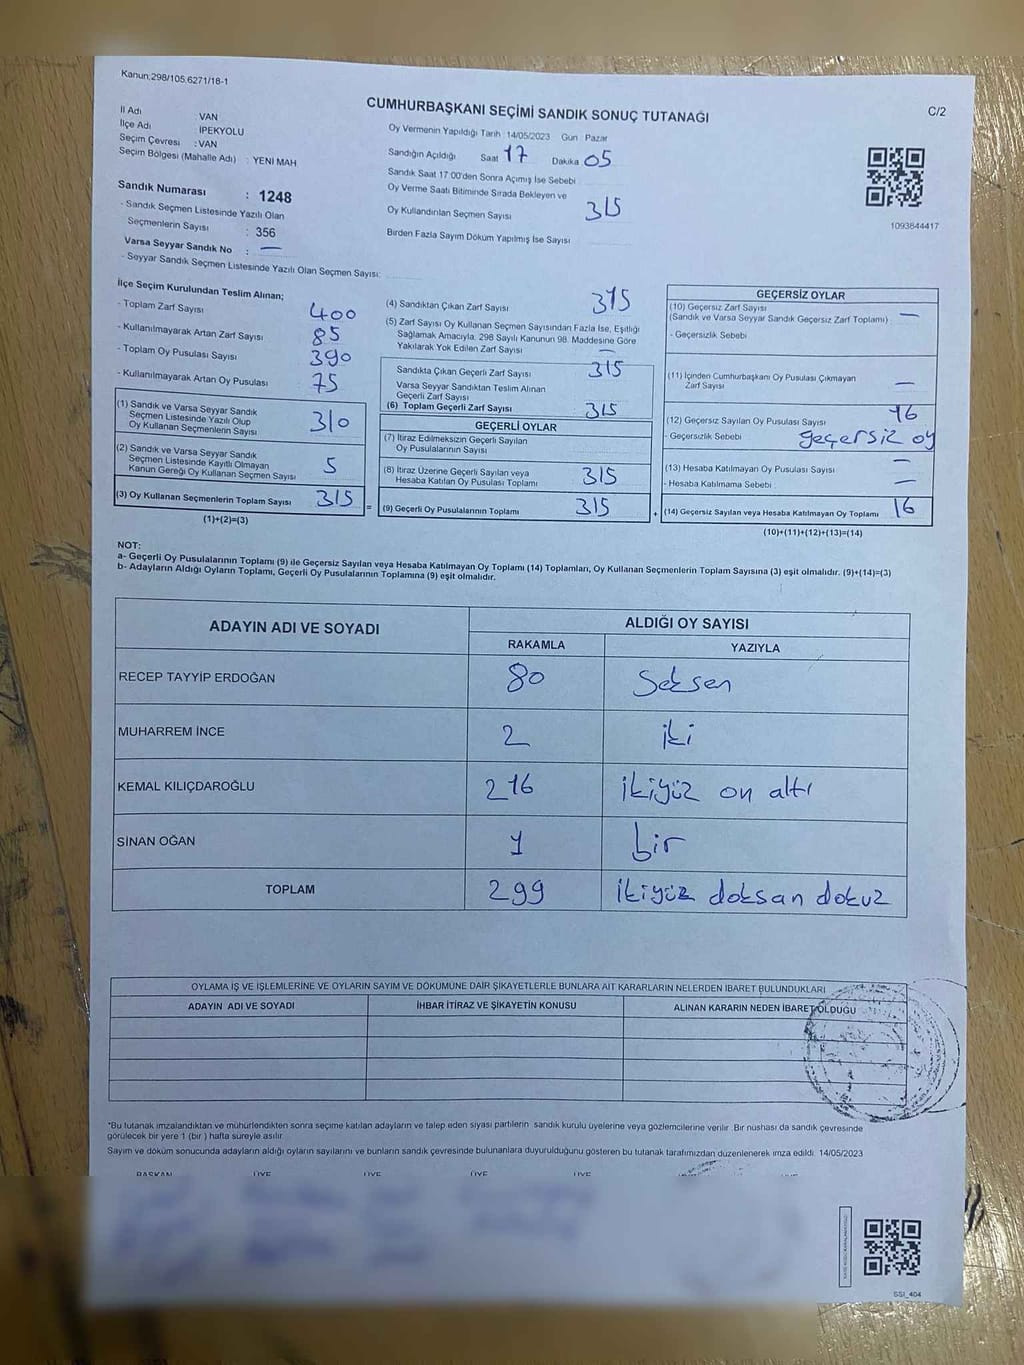 Kanun:298/105.6271/18-1
C/2
CUMHURBAŞKANI SEÇİMİ SANDIK SONUÇ TUTANAĞI
İl Adı VAN
İlçe Adı İPEKYOLU
Seçim Çevresi : VAN
Seçim Bölgesi (Mahalle Adı) : YENİ MAH
Sandık Numarası : 1248
- Sandık Seçmen Listesinde Yazılı Olan
Seçmenlerin Sayısı : 356
Varsa Seyyar Sandık No : —
- Seyyar Sandık Seçmen Listesinde Yazılı Olan Seçmen Sayısı:
Oy Vermenin Yapıldığı Tarih : 14/05/2023 Gün : Pazar
Sandığın Açıldığı Saat 17 Dakika 05
Sandık Saat 17:00'den Sonra Açımış İse Sebebi
Oy Verme Saati Bitiminde Sırada Bekleyen ve
Oy Kullandırılan Seçmen Sayısı 315
Birden Fazla Sayım Döküm Yapılmış İse Sayısı
1093844417
İlçe Seçim Kurulundan Teslim Alınan;
- Toplam Zarf Sayısı 400
- Kullanılmayarak Artan Zarf Sayısı 85
- Toplam Oy Pusulası Sayısı 390
- Kullanılmayarak Artan Oy Pusulası 75
(1) Sandık ve Varsa Seyyar Sandık
Seçmen Listesinde Yazılı Olup
Oy Kullanan Seçmenlerin Sayısı 310
(2) Sandık ve Varsa Seyyar Sandık
Seçmen Listesinde Kayıtlı Olmayan
Kanun Gereği Oy Kullanan Seçmen Sayısı 5
(3) Oy Kullanan Seçmenlerin Toplam Sayısı 315 =
(1)+(2)=(3)
(4) Sandıktan Çıkan Zarf Sayısı 315
(5) Zarf Sayısı Oy Kullanan Seçmen Sayısından Fazla İse, Eşitliği
Sağlamak Amacıyla; 298 Sayılı Kanunun 98. Maddesine Göre
Yakılarak Yok Edilen Zarf Sayısı —
Sandıkta Çıkan Geçerli Zarf Sayısı 315
Varsa Seyyar Sandıktan Teslim Alınan
Geçerli Zarf Sayısı
(6) Toplam Geçerli Zarf Sayısı 315
GEÇERLİ OYLAR
(7) İtiraz Edilmeksizin Geçerli Sayılan
Oy Pusulalarının Sayısı
(8) İtiraz Üzerine Geçerli Sayılan veya
Hesaba Katılan Oy Pusulası Toplamı 315
(9) Geçerli Oy Pusulalarının Toplamı 315 +
GEÇERSİZ OYLAR
(10) Geçersiz Zarf Sayısı
(Sandık ve Varsa Seyyar Sandık Geçersiz Zarf Toplamı) —
- Geçersizlik Sebebi
(11) İçinden Cumhurbaşkanı Oy Pusulası Çıkmayan
Zarf Sayısı —
(12) Geçersiz Sayılan Oy Pusulası Sayısı 16
- Geçersizlik Sebebi geçersiz oy
(13) Hesaba Katılmayan Oy Pusulası Sayısı —
- Hesaba Katılmama Sebebi —
(14) Geçersiz Sayılan veya Hesaba Katılmayan Oy Toplamı 16
(10)+(11)+(12)+(13)=(14)
NOT:
a- Geçerli Oy Pusulalarının Toplamı (9) ile Geçersiz Sayılan veya Hesaba Katılmayan Oy Toplamı (14) Toplamları, Oy Kullanan Seçmenlerin Toplam Sayısına (3) eşit olmalıdır. (9)+(14)=(3)
b- Adayların Aldığı Oyların Toplamı, Geçerli Oy Pusulalarının Toplamına (9) eşit olmalıdır.
ADAYIN ADI VE SOYADI ALDIĞI OY SAYISI
RAKAMLA YAZIYLA
RECEP TAYYİP ERDOĞAN 80 Seksen
MUHARREM İNCE 2 iki
KEMAL KILIÇDAROĞLU 216 ikiyüz on altı
SİNAN OĞAN 1 bir
TOPLAM 299 ikiyüz doksan dokuz
OYLAMA İŞ VE İŞLEMLERİNE VE OYLARIN SAYIM VE DÖKÜMÜNE DAİR ŞİKAYETLERLE BUNLARA AİT KARARLARIN NELERDEN İBARET BULUNDUKLARI
ADAYIN ADI VE SOYADI İHBAR İTİRAZ VE ŞİKAYETİN KONUSU ALINAN KARARIN NEDEN İBARET OLDUĞU
*Bu tutanak imzalandıktan ve mühürlendikten sonra seçime katılan adayların ve talep eden siyasi partilerin sandık kurulu üyelerine veya gözlemcilerine verilir. Bir nüshası da sandık çevresinde
görülecek bir yere 1 (bir) hafta süreyle asılır.
Sayım ve döküm sonucunda adayların aldığı oyların sayılarını ve bunların sandık çevresinde bulunanlara duyurulduğunu gösteren bu tutanak tarafımızdan düzenlenerek imza edildi. 14/05/2023
BAŞKAN ÜYE ÜYE ÜYE ÜYE
SSI_404